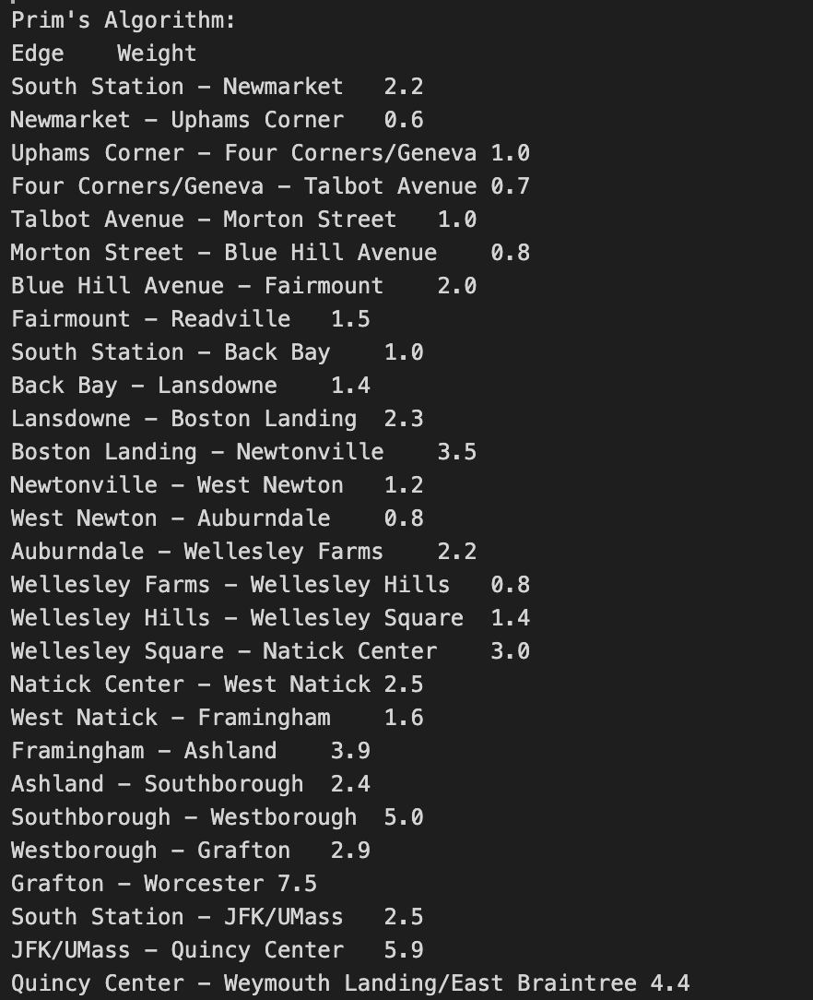 Prim's Algorithm:
Edge    Weight
South Station – Newmarket   2.2
Newmarket – Uphams Corner   0.6
Uphams Corner – Four Corners/Geneva 1.0
Four Corners/Geneva – Talbot Avenue 0.7
Talbot Avenue – Morton Street   1.0
Morton Street – Blue Hill Avenue    0.8
Blue Hill Avenue – Fairmount    2.0
Fairmount – Readville   1.5
South Station – Back Bay    1.0
Back Bay – Lansdowne    1.4
Lansdowne – Boston Landing  2.3
Boston Landing – Newtonville    3.5
Newtonville – West Newton   1.2
West Newton – Auburndale    0.8
Auburndale – Wellesley Farms    2.2
Wellesley Farms – Wellesley Hills   0.8
Wellesley Hills – Wellesley Square  1.4
Wellesley Square – Natick Center    3.0
Natick Center – West Natick 2.5
West Natick – Framingham    1.6
Framingham – Ashland    3.9
Ashland – Southborough  2.4
Southborough – Westborough  5.0
Westborough – Grafton   2.9
Grafton – Worcester 7.5
South Station – JFK/UMass   2.5
JFK/UMass – Quincy Center   5.9
Quincy Center – Weymouth Landing/East Braintree 4.4